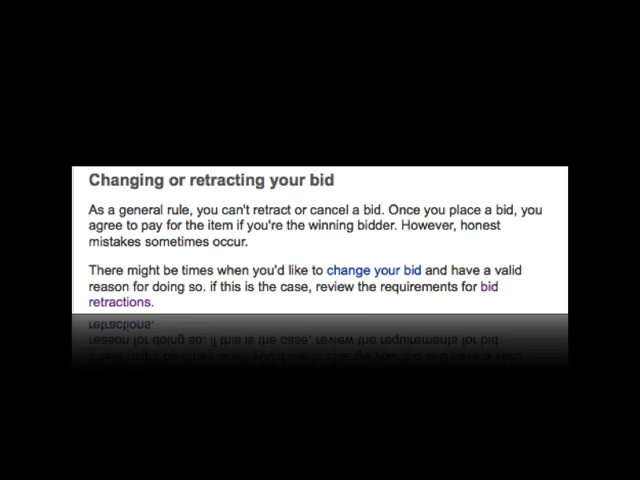 Changing or retracting your bid
As a general rule, you can't retract or cancel a bid. Once you place a bid, you
agree to pay for the item if you're the winning bidder. However, honest
mistakes sometimes occur.
There might be times when you'd like to change your bid and have a valid
reason for doing so. if this is the case, review the requirements for bid
retractions.